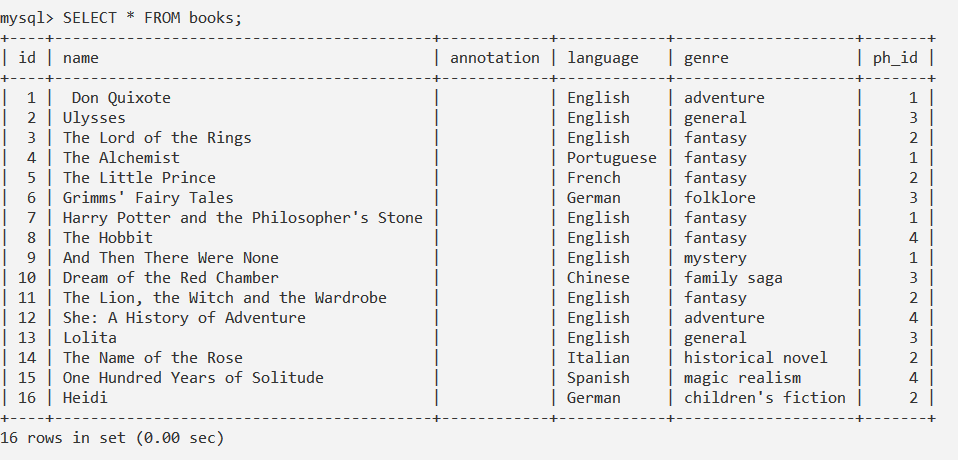 mysql> SELECT * FROM books;
+----+------------------------------------------+------------+------------+--------------------+-------+
| id | name                                     | annotation | language   | genre              | ph_id |
+----+------------------------------------------+------------+------------+--------------------+-------+
|  1 |  Don Quixote                             |            | English    | adventure          |     1 |
|  2 | Ulysses                                  |            | English    | general            |     3 |
|  3 | The Lord of the Rings                    |            | English    | fantasy            |     2 |
|  4 | The Alchemist                            |            | Portuguese | fantasy            |     1 |
|  5 | The Little Prince                        |            | French     | fantasy            |     2 |
|  6 | Grimms' Fairy Tales                      |            | German     | folklore           |     3 |
|  7 | Harry Potter and the Philosopher's Stone |            | English    | fantasy            |     1 |
|  8 | The Hobbit                               |            | English    | fantasy            |     4 |
|  9 | And Then There Were None                 |            | English    | mystery            |     1 |
| 10 | Dream of the Red Chamber                 |            | Chinese    | family saga        |     3 |
| 11 | The Lion, the Witch and the Wardrobe     |            | English    | fantasy            |     2 |
| 12 | She: A History of Adventure              |            | English    | adventure          |     4 |
| 13 | Lolita                                   |            | English    | general            |     3 |
| 14 | The Name of the Rose                     |            | Italian    | historical novel   |     2 |
| 15 | One Hundred Years of Solitude            |            | Spanish    | magic realism      |     4 |
| 16 | Heidi                                    |            | German     | children's fiction |     2 |
+----+------------------------------------------+------------+------------+--------------------+-------+
16 rows in set (0.00 sec)